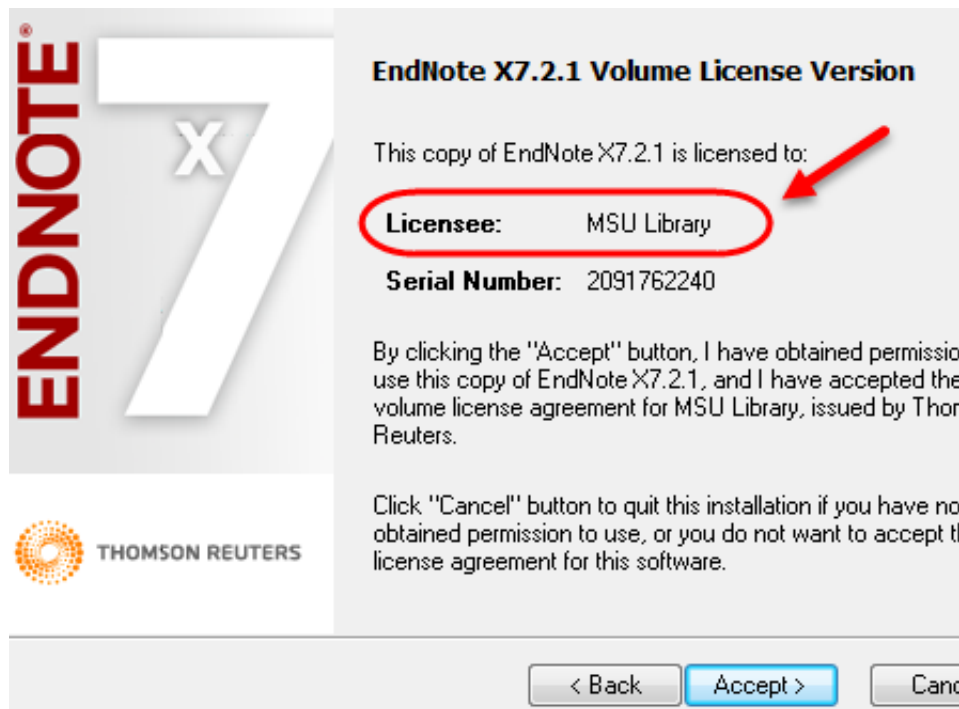 ENDNOTE
X7
EndNote X7.2.1 Volume License Version
This copy of EndNote X7.2.1 is licensed to:
Licensee: MSU Library
Serial Number: 2091762240
By clicking the "Accept" button, I have obtained permissio
use this copy of EndNote X7.2.1, and I have accepted the
volume license agreement for MSU Library, issued by Thor
Reuters.
Click "Cancel" button to quit this installation if you have no
obtained permission to use, or you do not want to accept t
license agreement for this software.
THOMSON REUTERS
< Back
Accept >
Canc